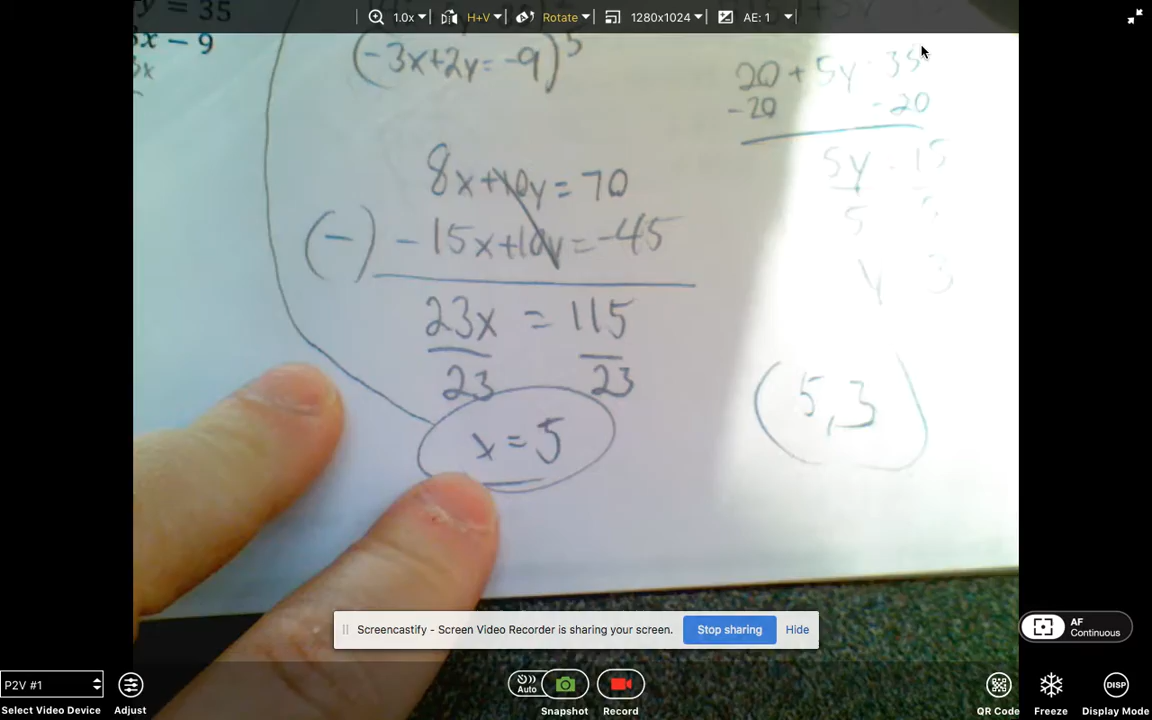 1.0x H+V Rotate 1280x1024 AE: 1
y = 35
3x - 9
3x
(-3x+2y=-9)5
8x+10y=70
(-) -15x+10y=-45
23x = 115
23 23
x=5
20 + 5y 35
-20 -20
5y 15
5
y 3
(5,3)
Screencastify - Screen Video Recorder is sharing your screen. Stop sharing Hide
AF
Continuous
P2V #1
Select Video Device Adjust
Auto
Snapshot Record
DISP
QR Code Freeze Display Mode